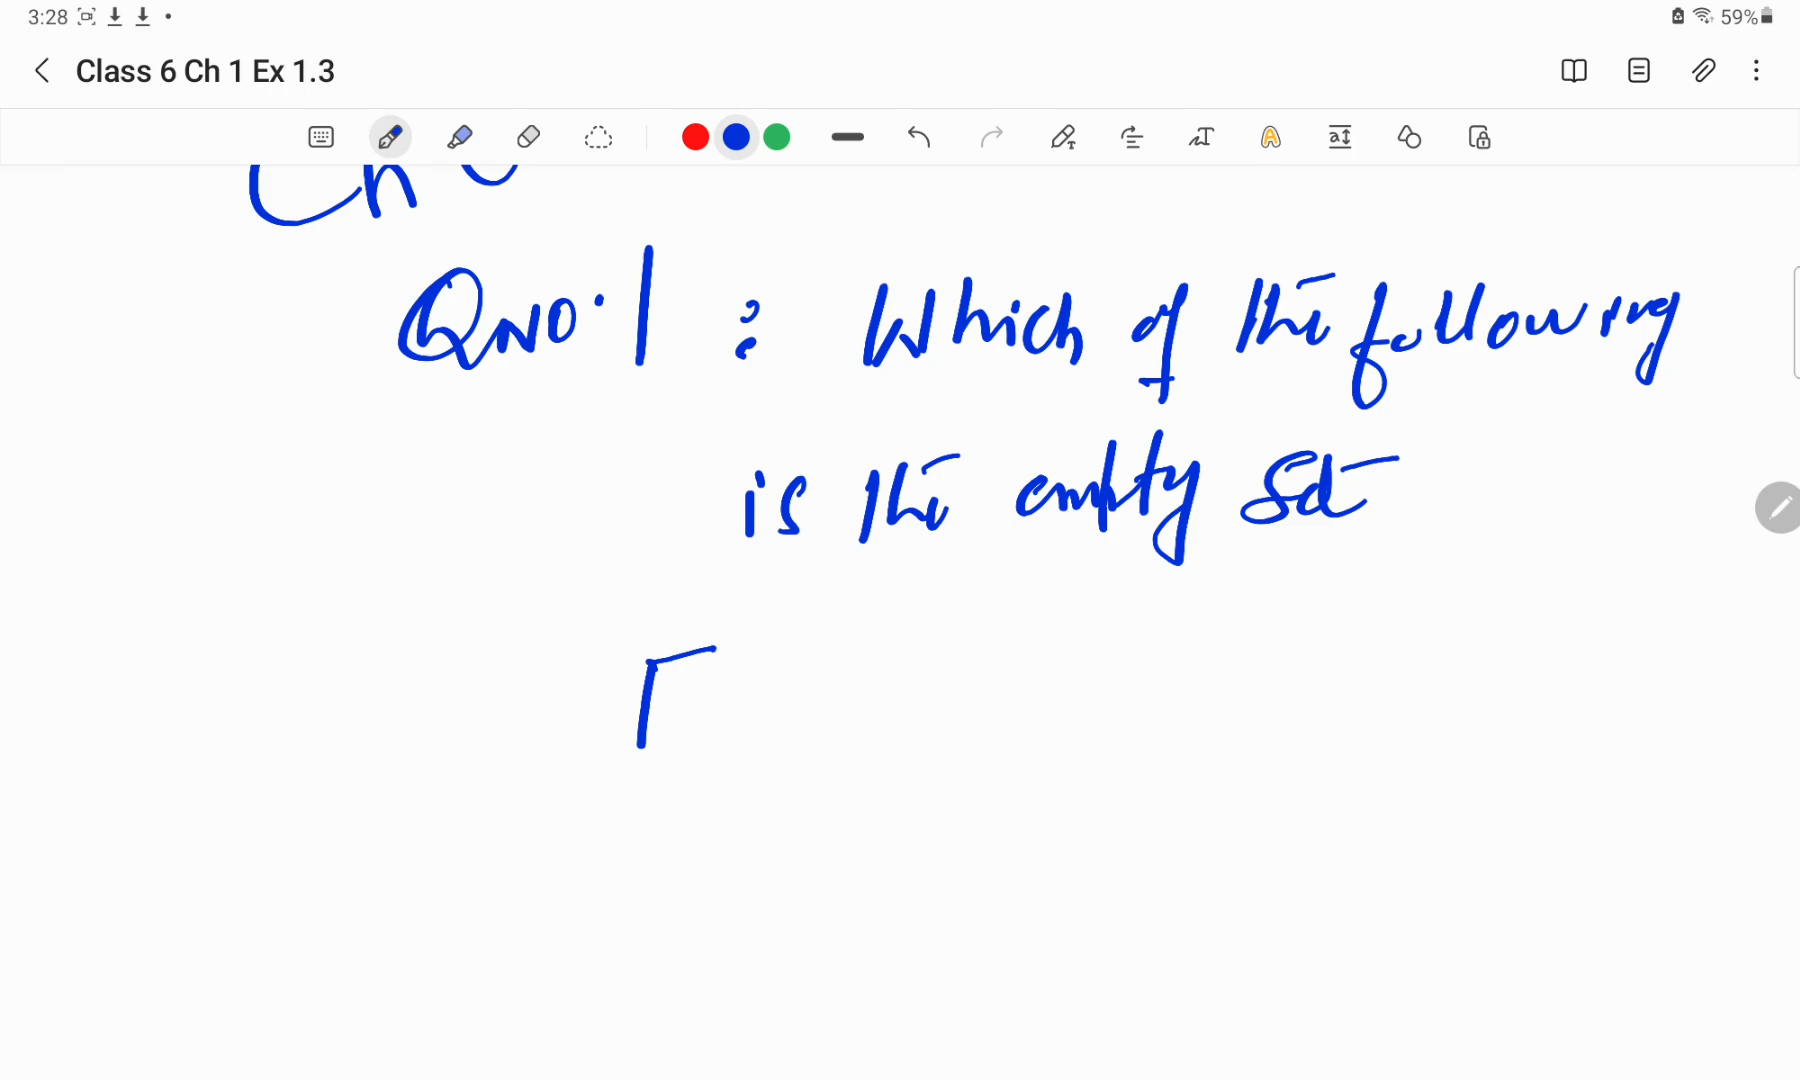 3:28
59%
Class 6 Ch 1 Ex 1.3
Q No. 1 : Which of the following
is the empty set